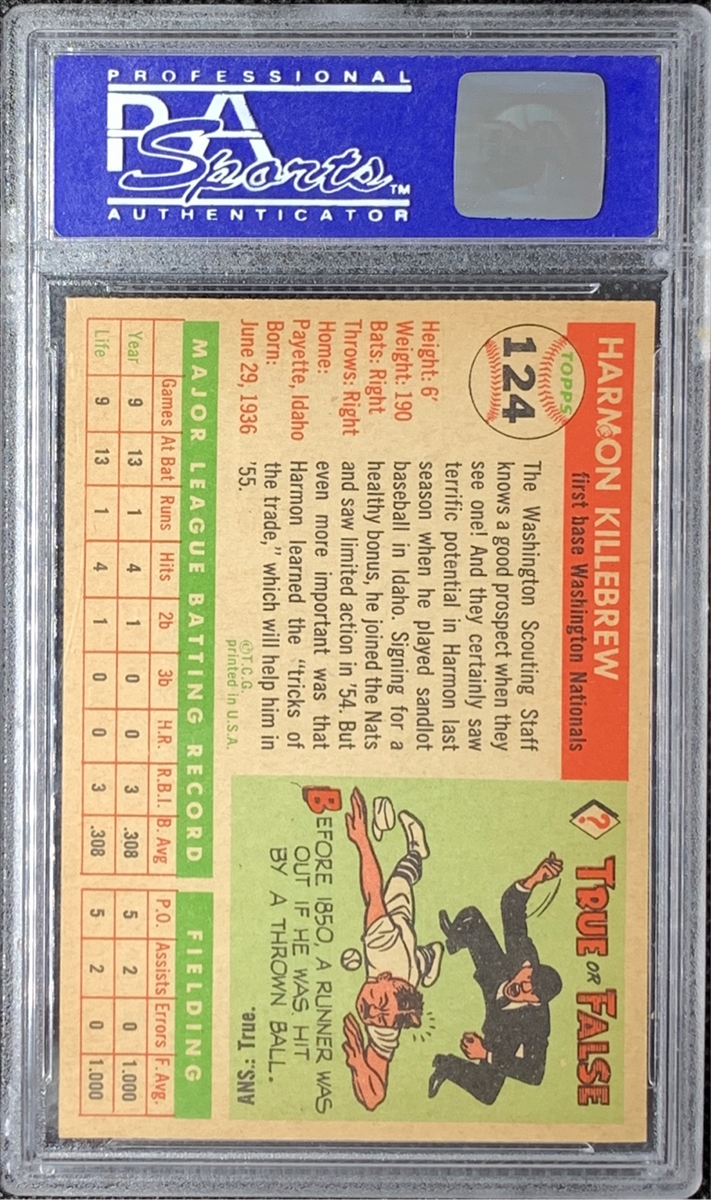 PROFESSIONAL
PSA
Sports™
AUTHENTICATOR
HARMON KILLEBREW
first base Washington Nationals
TOPPS
124
Height: 6'
Weight: 190
Bats: Right
Throws: Right
Home:
Payette, Idaho
Born:
June 29, 1936
The Washington Scouting Staff
knows a good prospect when they
see one! And they certainly saw
terrific potential in Harmon last
season when he played sandlot
baseball in Idaho. Signing for a
healthy bonus, he joined the Nats
and saw limited action in '54. But
even more important was that
Harmon learned the "tricks of
the trade," which will help him in
'55.
©T.C.G.
printed in U.S.A.
? TRUE OR FALSE
BEFORE 1850, A RUNNER WAS
OUT IF HE WAS HIT
BY A THROWN BALL.
ANS.: True.
MAJOR LEAGUE BATTING RECORD FIELDING
Games At Bat Runs Hits 2b 3b H.R. R.B.I. B. Avg P.O. Assists Errors F. Avg.
Year 9 13 1 4 1 0 0 3 .308 5 2 0 1.000
Life 9 13 1 4 1 0 0 3 .308 5 2 0 1.000